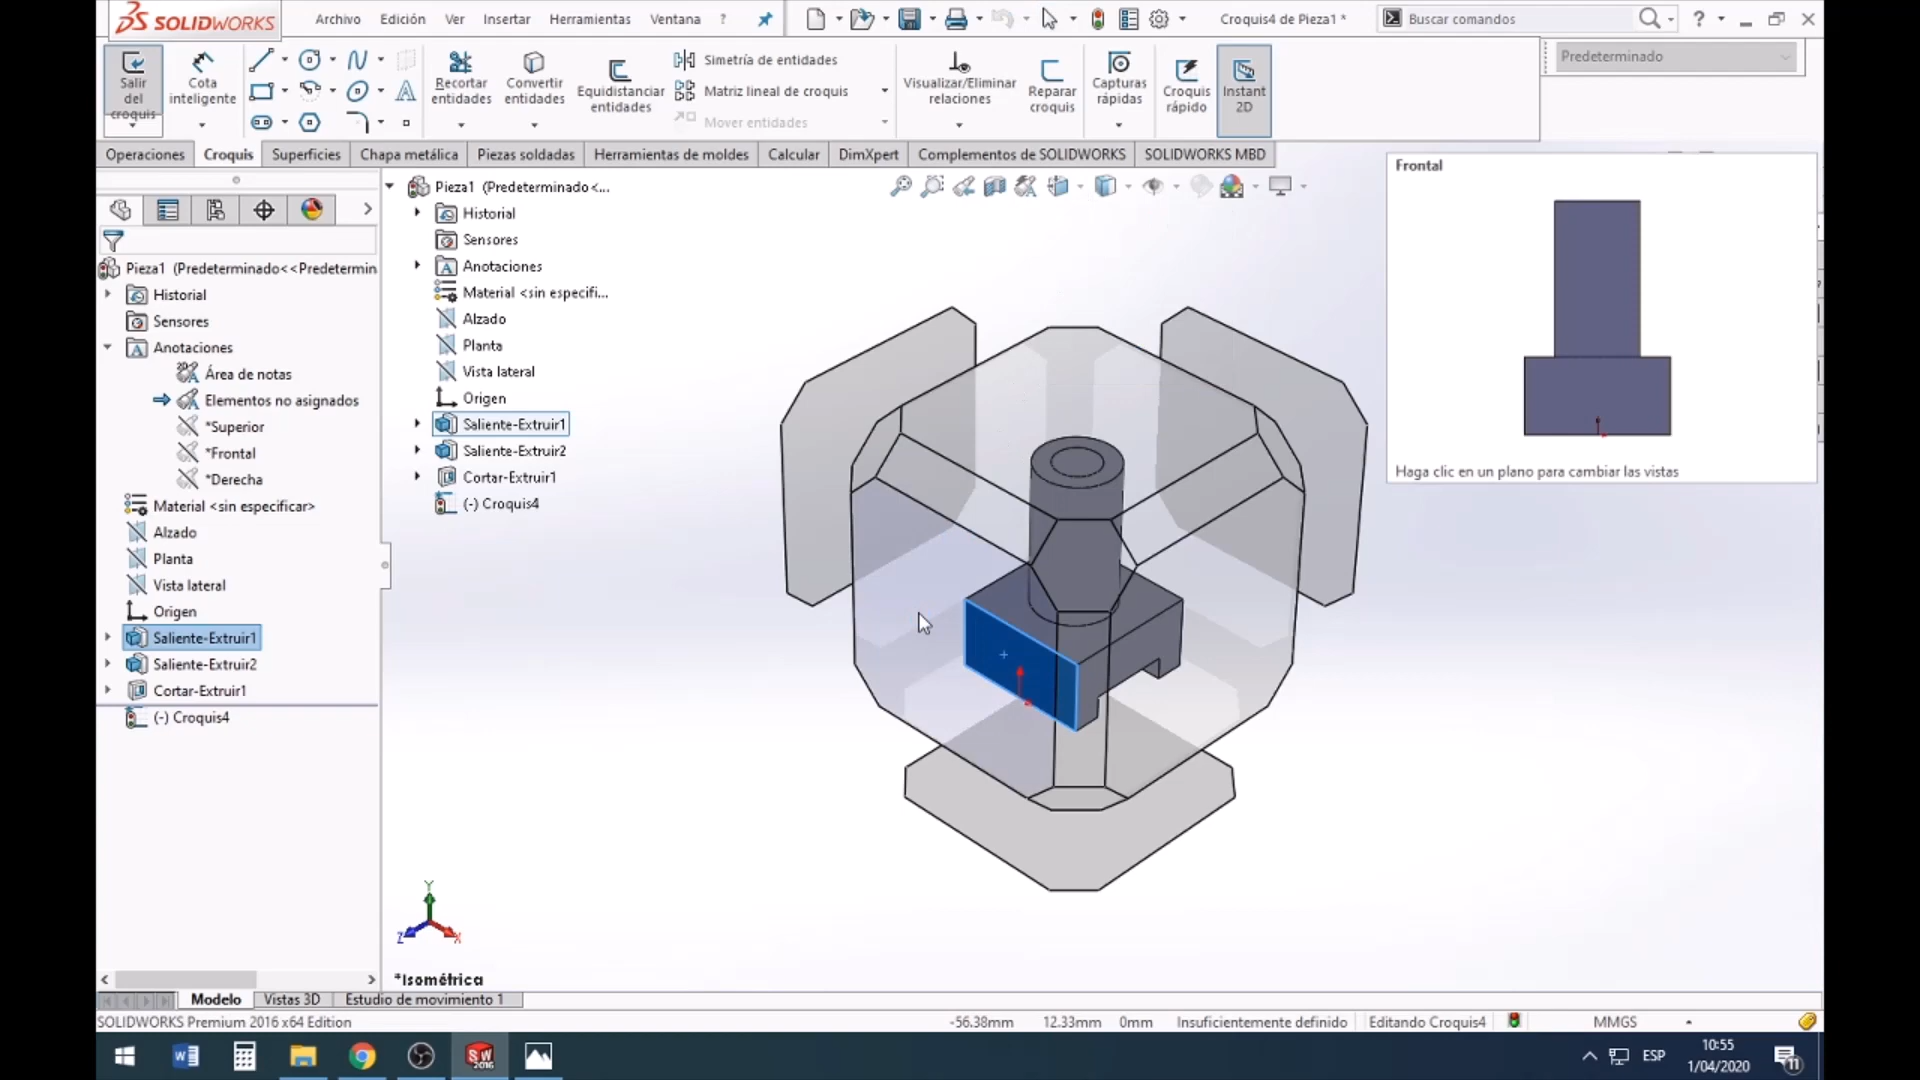 SOLIDWORKS
Archivo Edición Ver Insertar Herramientas Ventana ?
Croquis4 de Pieza1 *
Buscar comandos
?
Salir del croquis
Cota inteligente
Recortar entidades
Convertir entidades
Equidistanciar entidades
Simetría de entidades
Matriz lineal de croquis
Mover entidades
Visualizar/Eliminar relaciones
Reparar croquis
Capturas rápidas
Croquis rápido
Instant 2D
Predeterminado
Operaciones Croquis Superficies Chapa metálica Piezas soldadas Herramientas de moldes Calcular DimXpert Complementos de SOLIDWORKS SOLIDWORKS MBD
Pieza1 (Predeterminado<<Predetermin
Historial
Sensores
Anotaciones
Área de notas
Elementos no asignados
*Superior
*Frontal
*Derecha
Material <sin especificar>
Alzado
Planta
Vista lateral
Origen
Saliente-Extruir1
Saliente-Extruir2
Cortar-Extruir1
(-) Croquis4
Pieza1 (Predeterminado<...
Historial
Sensores
Anotaciones
Material <sin especifi...
Alzado
Planta
Vista lateral
Origen
Saliente-Extruir1
Saliente-Extruir2
Cortar-Extruir1
(-) Croquis4
Frontal
Haga clic en un plano para cambiar las vistas
Y
Z
X
*Isométrica
Modelo Vistas 3D Estudio de movimiento 1
SOLIDWORKS Premium 2016 x64 Edition
-56.38mm 12.33mm 0mm Insuficientemente definido Editando Croquis4 MMGS
ESP
10:55
1/04/2020
11